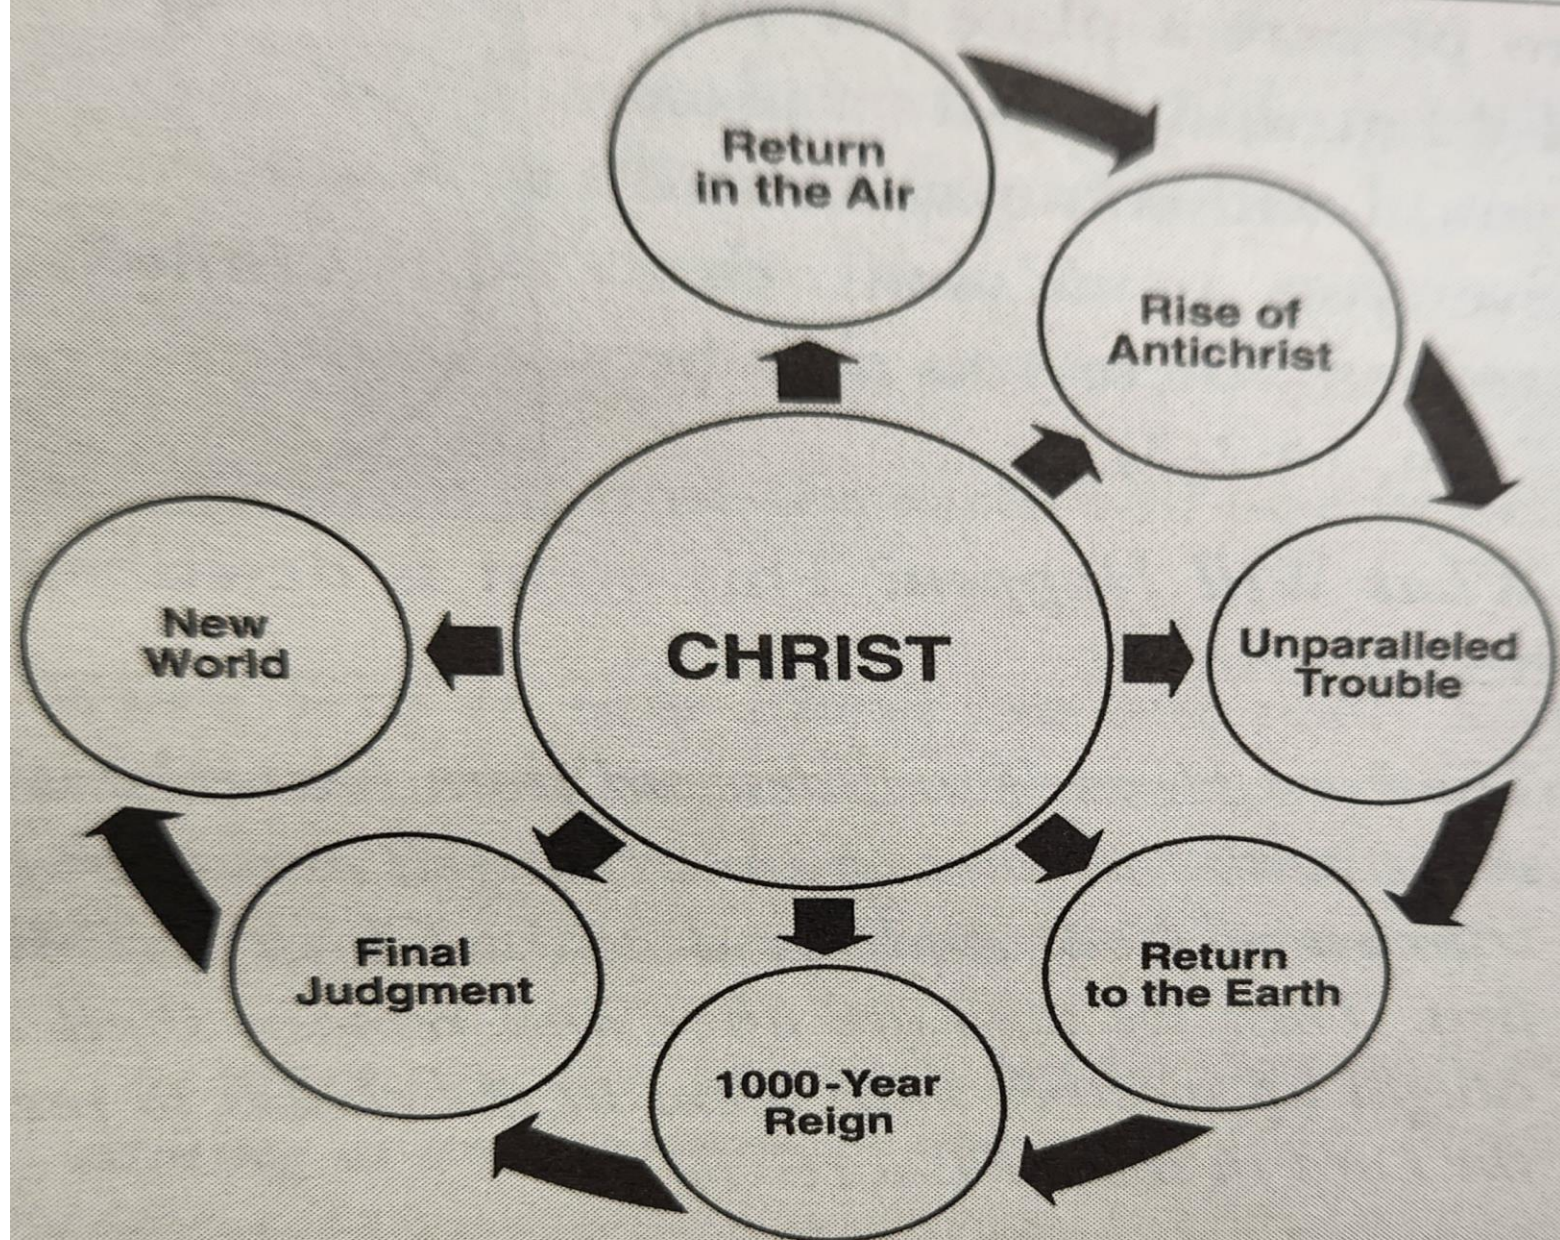 Return
in the Air
Rise of
Antichrist
Unparalleled
Trouble
Return
to the Earth
1000-Year
Reign
Final
Judgment
New
World
CHRIST